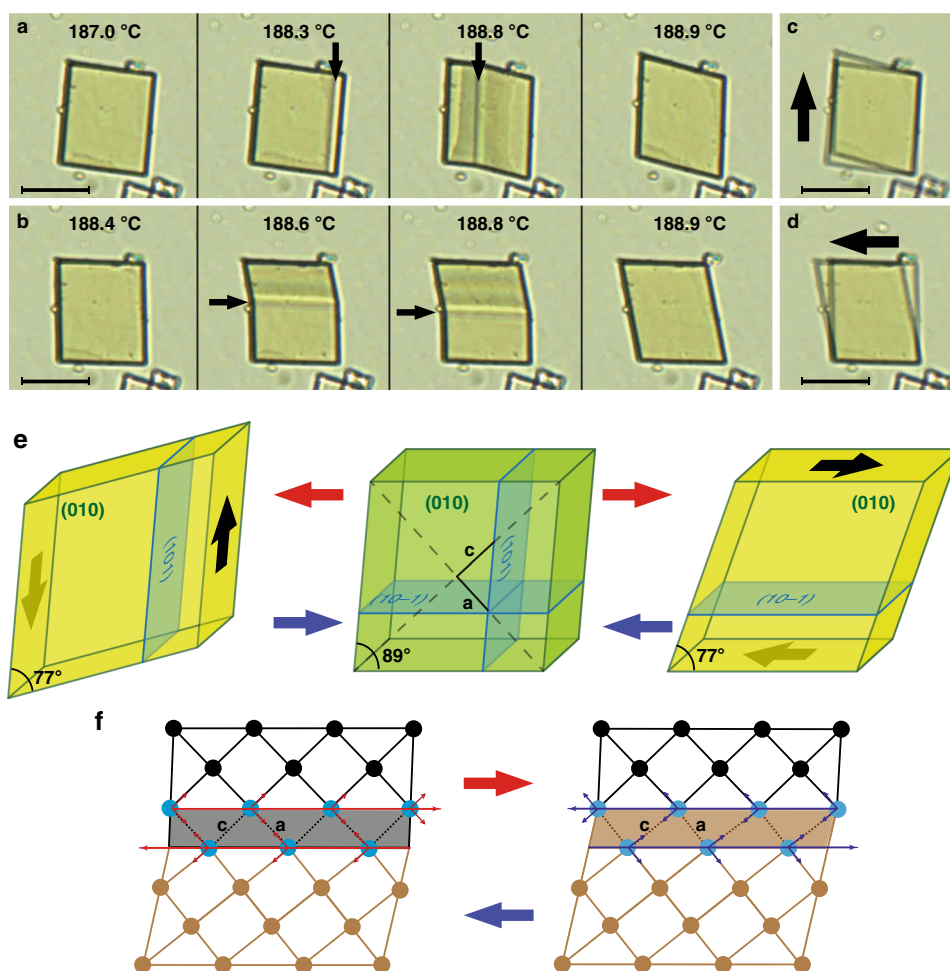 a
187.0 °C
188.3 °C
188.8 °C
188.9 °C
c
b
188.4 °C
188.6 °C
188.8 °C
188.9 °C
d
e
(010)
(101)
77°
(010)
c
(101)
(10–1)
a
89°
(010)
(10–1)
77°
f
c a
c a